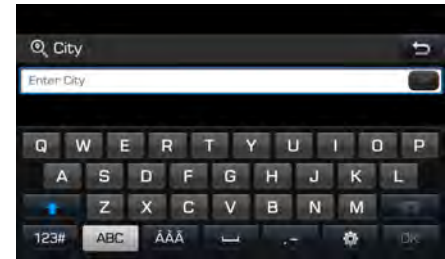 City
Enter City
Q W E R T Y U I O P
A S D F G H J K L
Z X C V B N M
123# ABC ÀÂÃ .- OK